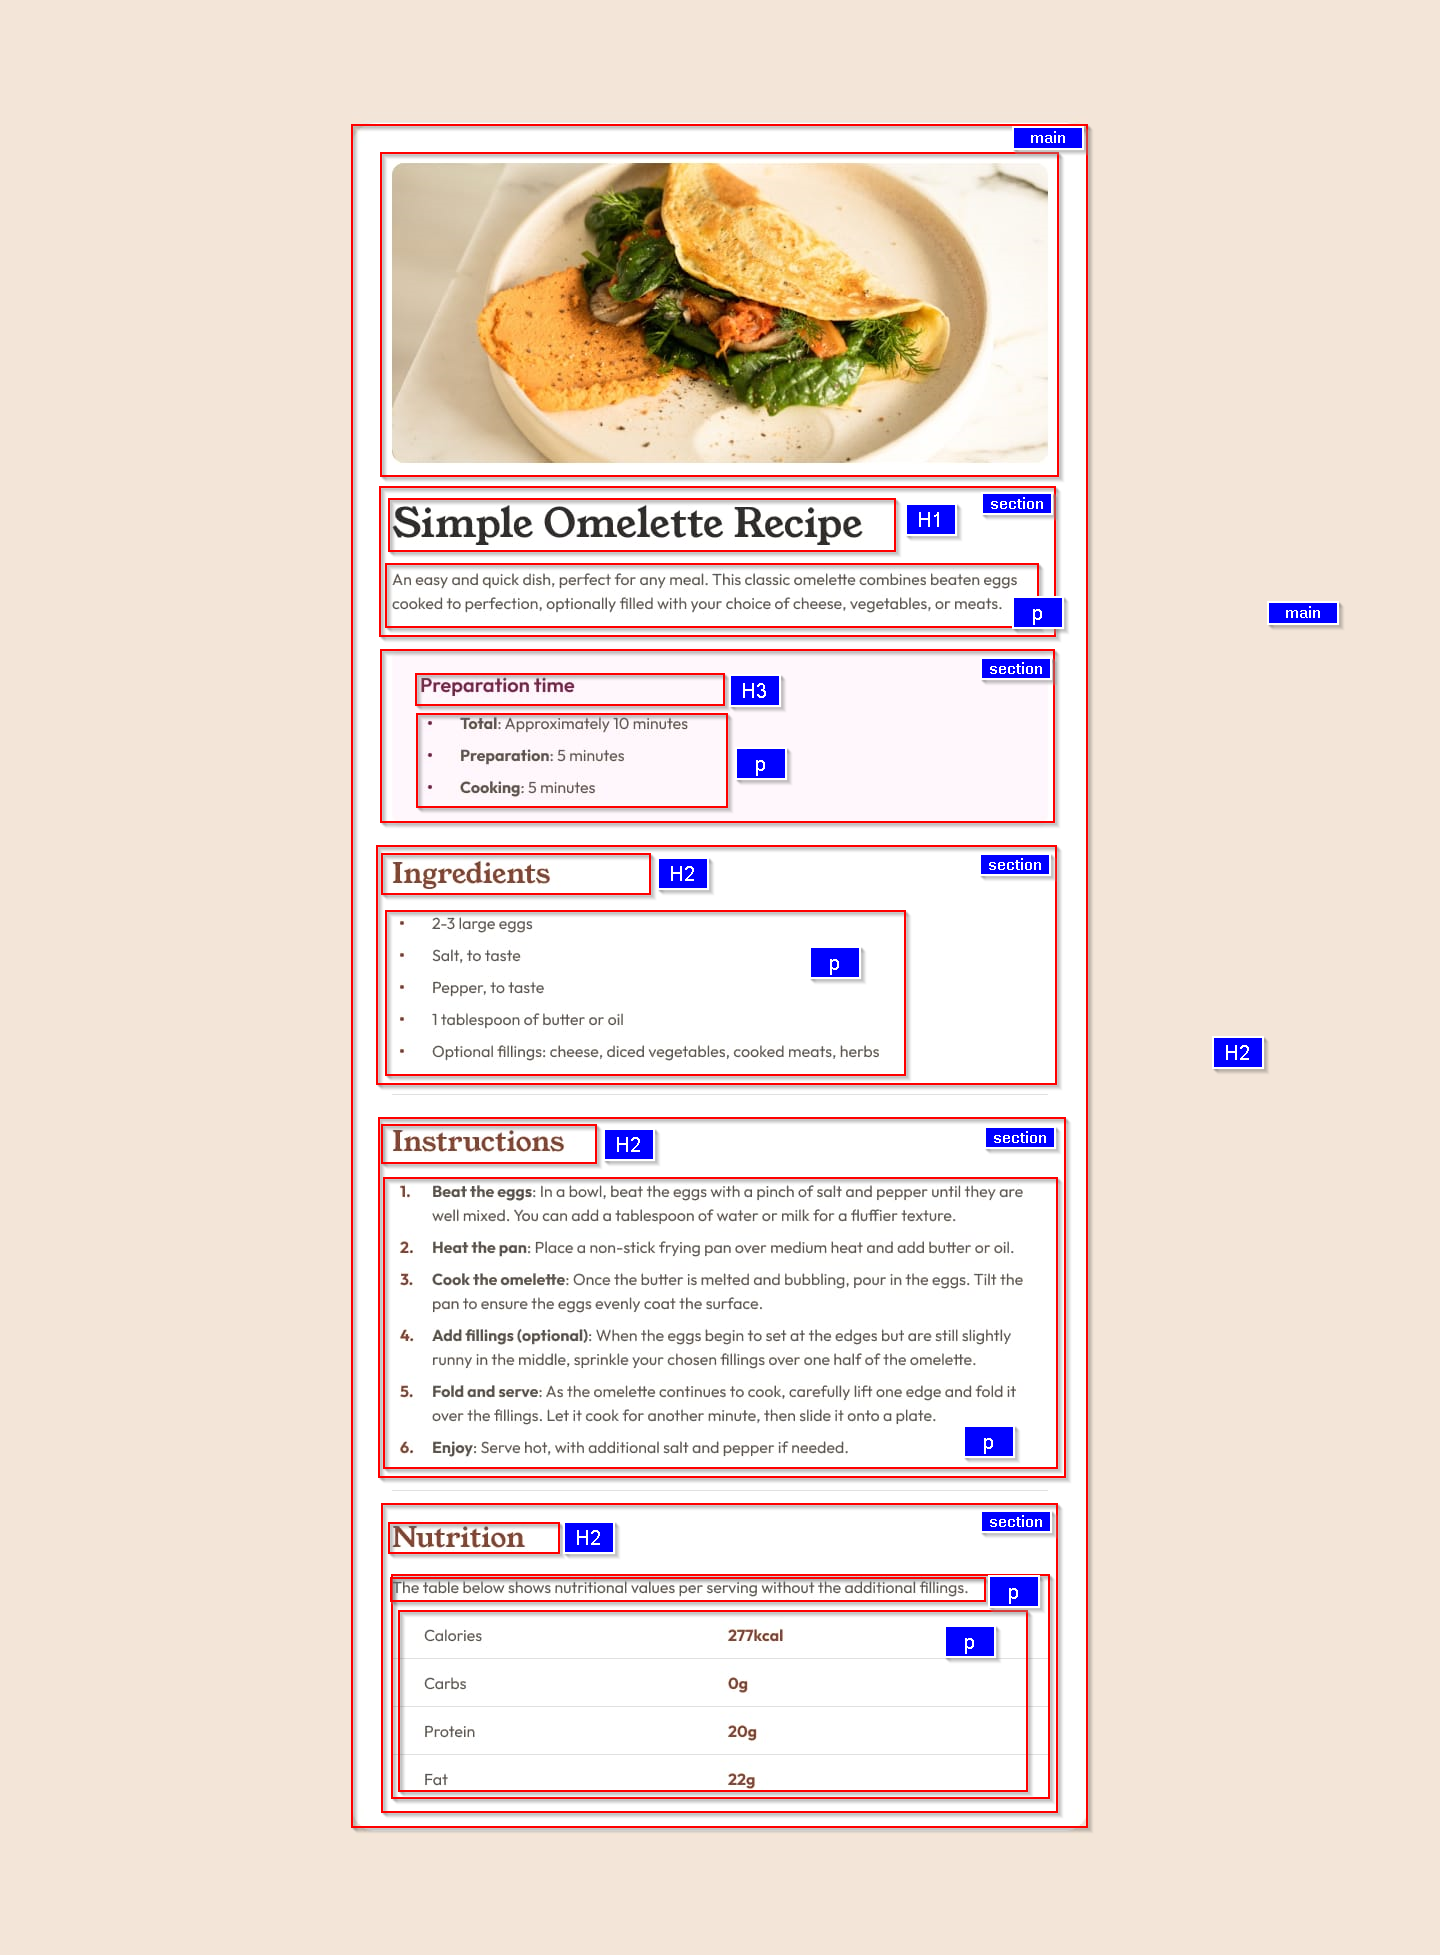 main
section
Simple Omelette Recipe
H1
An easy and quick dish, perfect for any meal. This classic omelette combines beaten eggs
cooked to perfection, optionally filled with your choice of cheese, vegetables, or meats.
p
main
section
Preparation time
H3
• Total: Approximately 10 minutes
• Preparation: 5 minutes
p
• Cooking: 5 minutes
section
Ingredients
H2
• 2-3 large eggs
• Salt, to taste
p
• Pepper, to taste
• 1 tablespoon of butter or oil
• Optional fillings: cheese, diced vegetables, cooked meats, herbs
H2
section
Instructions
H2
1. Beat the eggs: In a bowl, beat the eggs with a pinch of salt and pepper until they are
well mixed. You can add a tablespoon of water or milk for a fluffier texture.
2. Heat the pan: Place a non-stick frying pan over medium heat and add butter or oil.
3. Cook the omelette: Once the butter is melted and bubbling, pour in the eggs. Tilt the
pan to ensure the eggs evenly coat the surface.
4. Add fillings (optional): When the eggs begin to set at the edges but are still slightly
runny in the middle, sprinkle your chosen fillings over one half of the omelette.
5. Fold and serve: As the omelette continues to cook, carefully lift one edge and fold it
over the fillings. Let it cook for another minute, then slide it onto a plate.
6. Enjoy: Serve hot, with additional salt and pepper if needed.
p
section
Nutrition
H2
The table below shows nutritional values per serving without the additional fillings.
p
Calories 277kcal
p
Carbs 0g
Protein 20g
Fat 22g